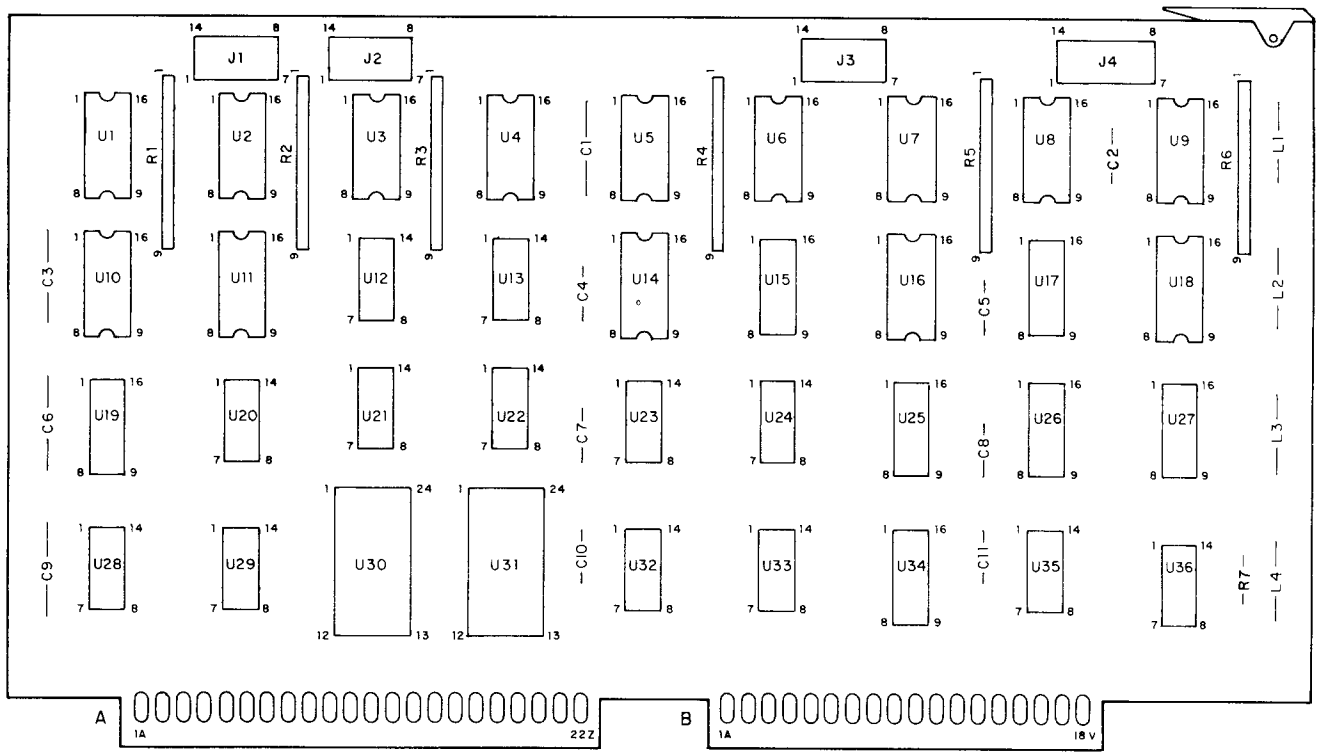 14 8 14 8 14 8 14 8
J1 J2 J3 J4
1 7 1 7 1 7 1 7
1 1 1 1 1 1
1 16 1 16 1 16 1 16 1 16 1 16 1 16 1 16 1 16
U1 R1 U2 R2 U3 R3 U4 C1 U5 R4 U6 U7 R5 U8 C2 U9 R6 L1
8 9 8 9 8 9 8 9 8 9 8 9 8 9 8 9 8 9
9 9 9 9 9 9
1 16 1 16 1 14 1 14 1 16 1 16 1 16 1 16 1 16
C3 U10 U11 U12 U13 C4 U14 U15 U16 C5 U17 U18 L2
8 9 8 9 7 8 7 8 8 9 8 9 8 9 8 9 8 9
1 16 1 14 1 14 1 14 1 14 1 14 1 16 1 16 1 16
C6 U19 U20 U21 U22 C7 U23 U24 U25 C8 U26 U27 L3
8 9 7 8 7 8 7 8 7 8 7 8 8 9 8 9 8 9
1 14 1 14 1 24 1 24 1 14 1 14 1 16 1 14 1 14
C9 U28 U29 U30 U31 C10 U32 U33 U34 C11 U35 U36 R7 L4
7 8 7 8 12 13 12 13 7 8 7 8 8 9 7 8 7 8
A B
1A 22Z 1A 18V